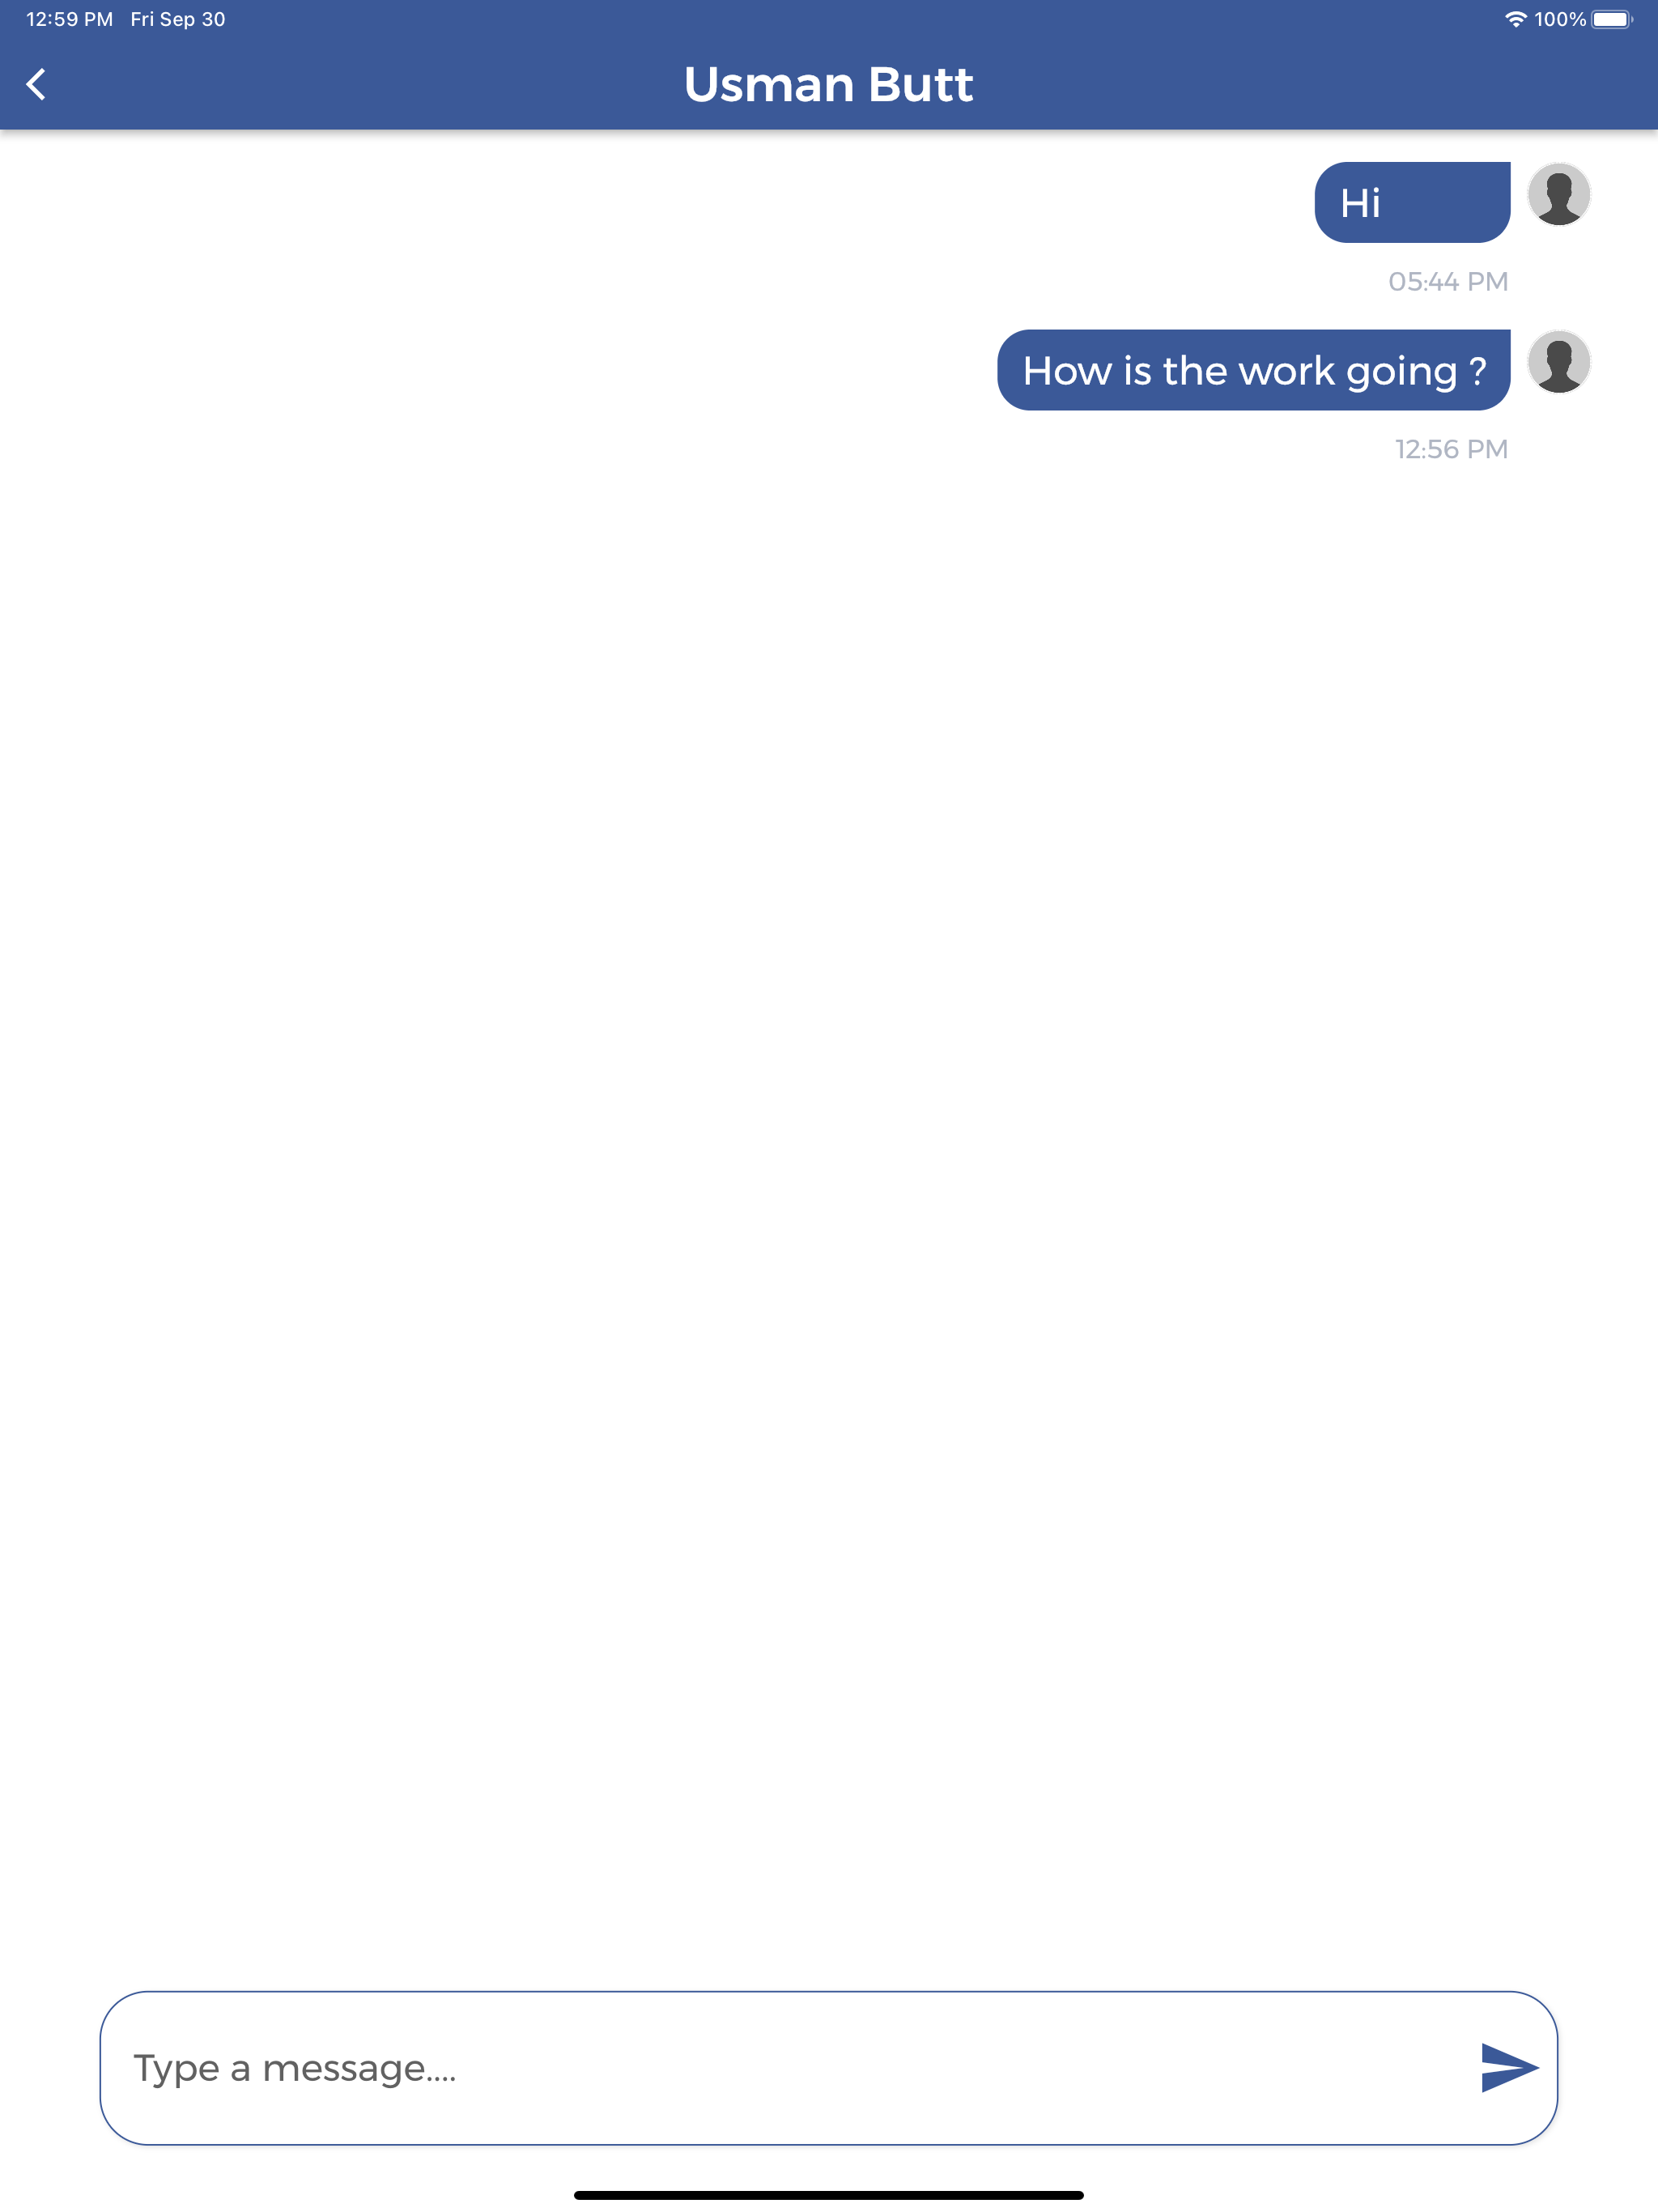 12:59 PM Fri Sep 30 100%
Usman Butt
Hi
05:44 PM
How is the work going ?
12:56 PM
Type a message....